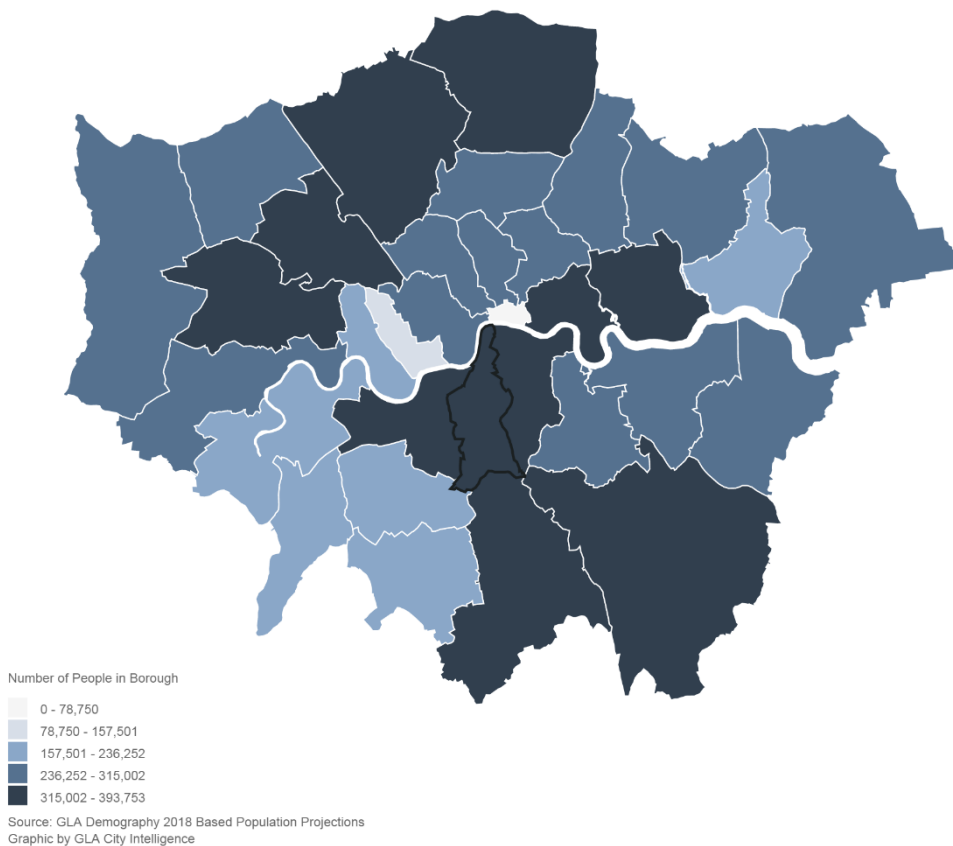 Number of People in Borough
0 - 78,750
78,750 - 157,501
157,501 - 236,252
236,252 - 315,002
315,002 - 393,753
Source: GLA Demography 2018 Based Population Projections
Graphic by GLA City Intelligence